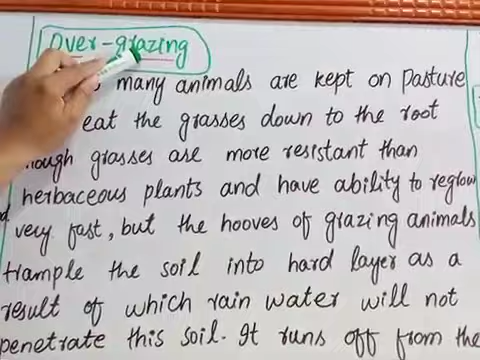 Over-grazing
many animals are kept on pasture
eat the grasses down to the root
grasses are more resistant than
herbaceous plants and have ability to regrow
very fast, but the hooves of grazing animals
trample the soil into hard layer as a
result of which rain water will not
penetrate this soil. It runs off from the